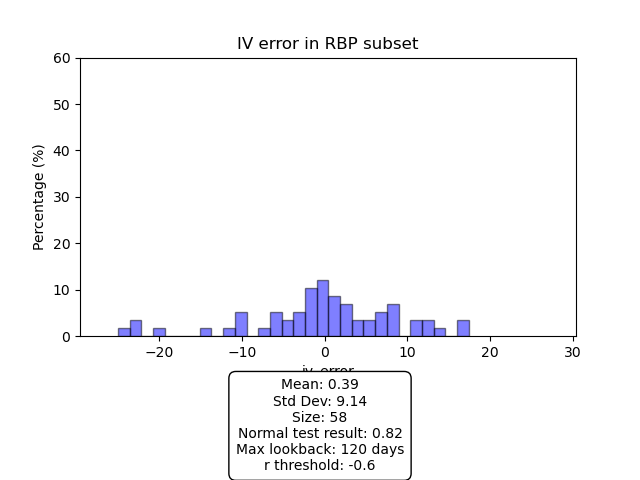 IV error in RBP subset
60
50
40
30
20
10
0
Percentage (%)
−20
−10
0
10
20
30
iv_error
Mean: 0.39
Std Dev: 9.14
Size: 58
Normal test result: 0.82
Max lookback: 120 days
r threshold: -0.6